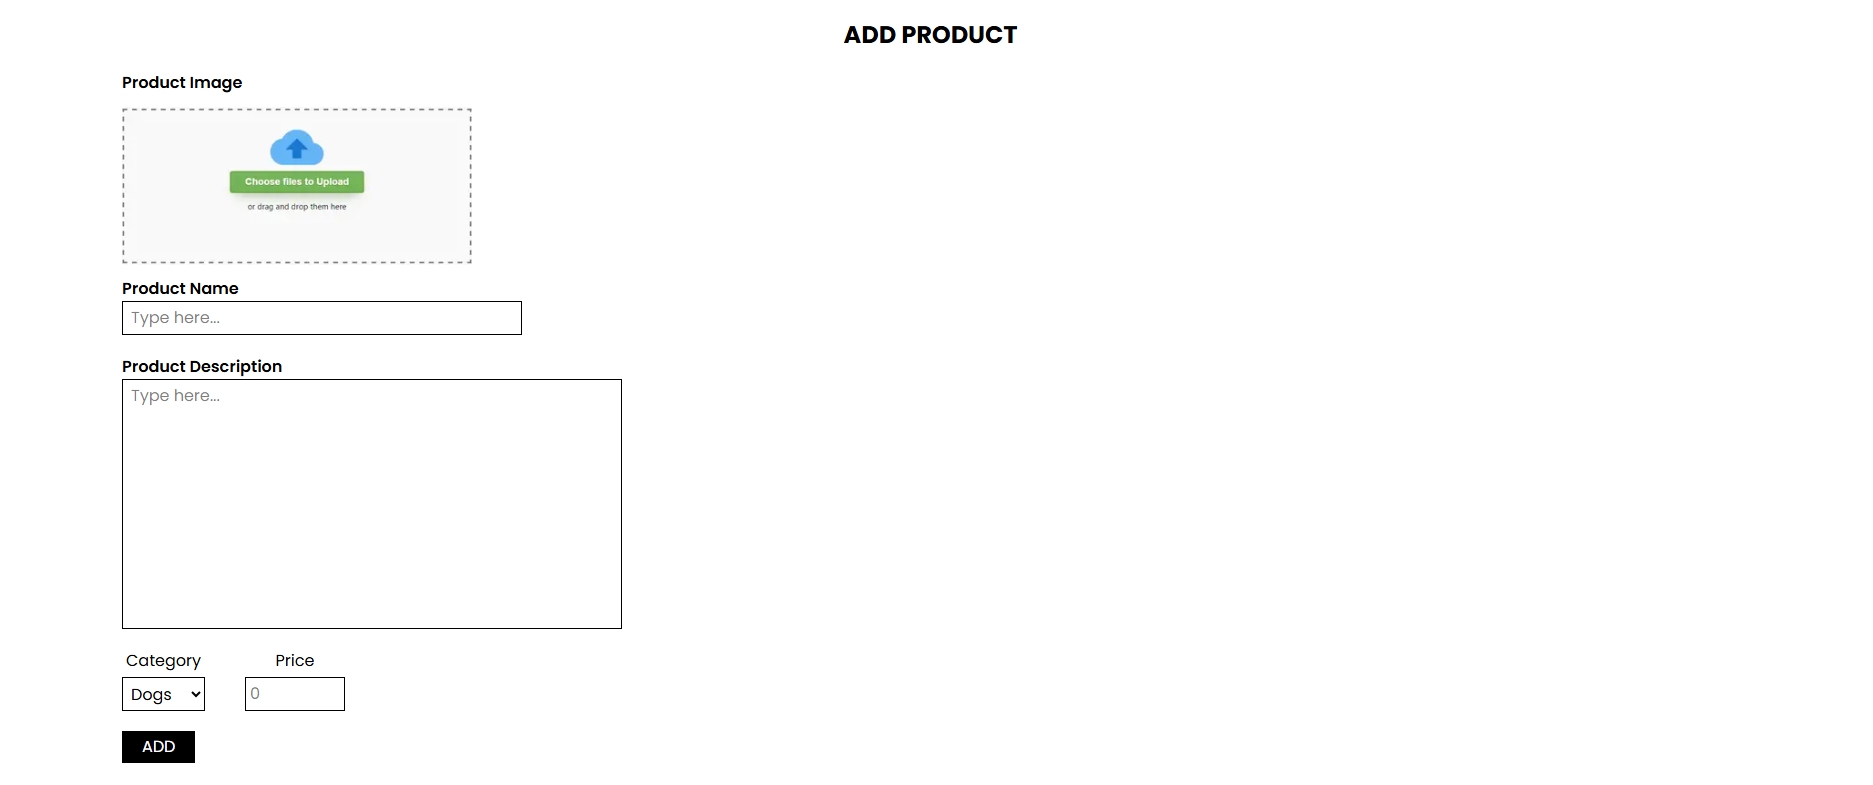 ADD PRODUCT
Product Image
Choose files to Upload
or drag and drop them here
Product Name
Type here...
Product Description
Type here...
Category Price
Dogs 0
ADD